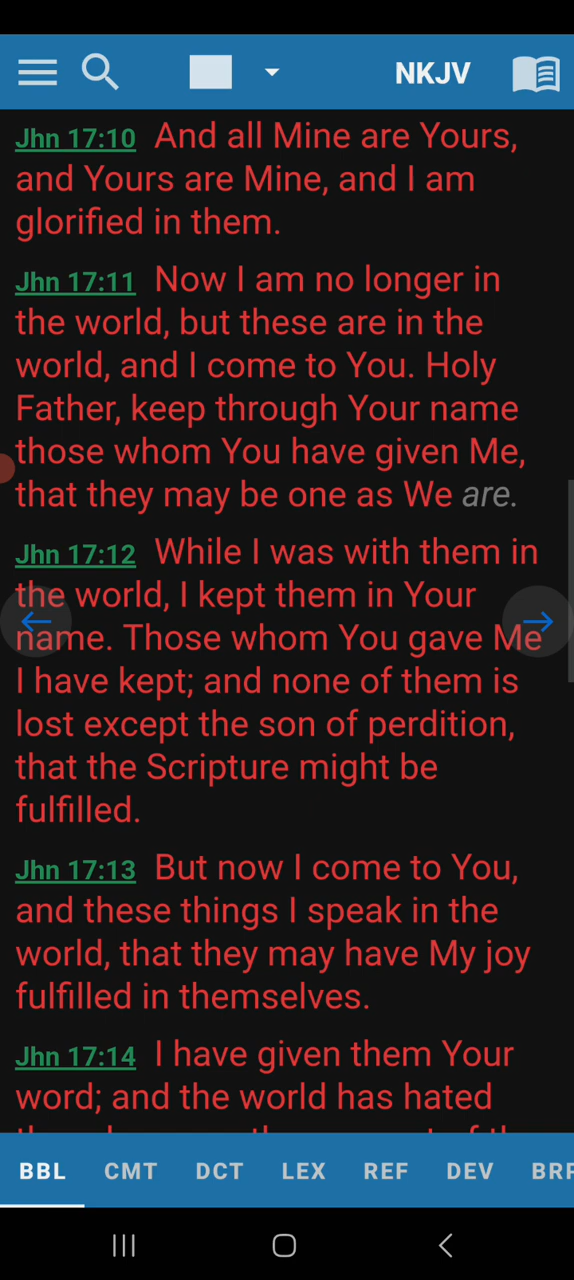 NKJV
Jhn 17:10 And all Mine are Yours,
and Yours are Mine, and I am
glorified in them.
Jhn 17:11 Now I am no longer in
the world, but these are in the
world, and I come to You. Holy
Father, keep through Your name
those whom You have given Me,
that they may be one as We are.
Jhn 17:12 While I was with them in
the world, I kept them in Your
name. Those whom You gave Me
I have kept; and none of them is
lost except the son of perdition,
that the Scripture might be
fulfilled.
Jhn 17:13 But now I come to You,
and these things I speak in the
world, that they may have My joy
fulfilled in themselves.
Jhn 17:14 I have given them Your
word; and the world has hated
BBL CMT DCT LEX REF DEV